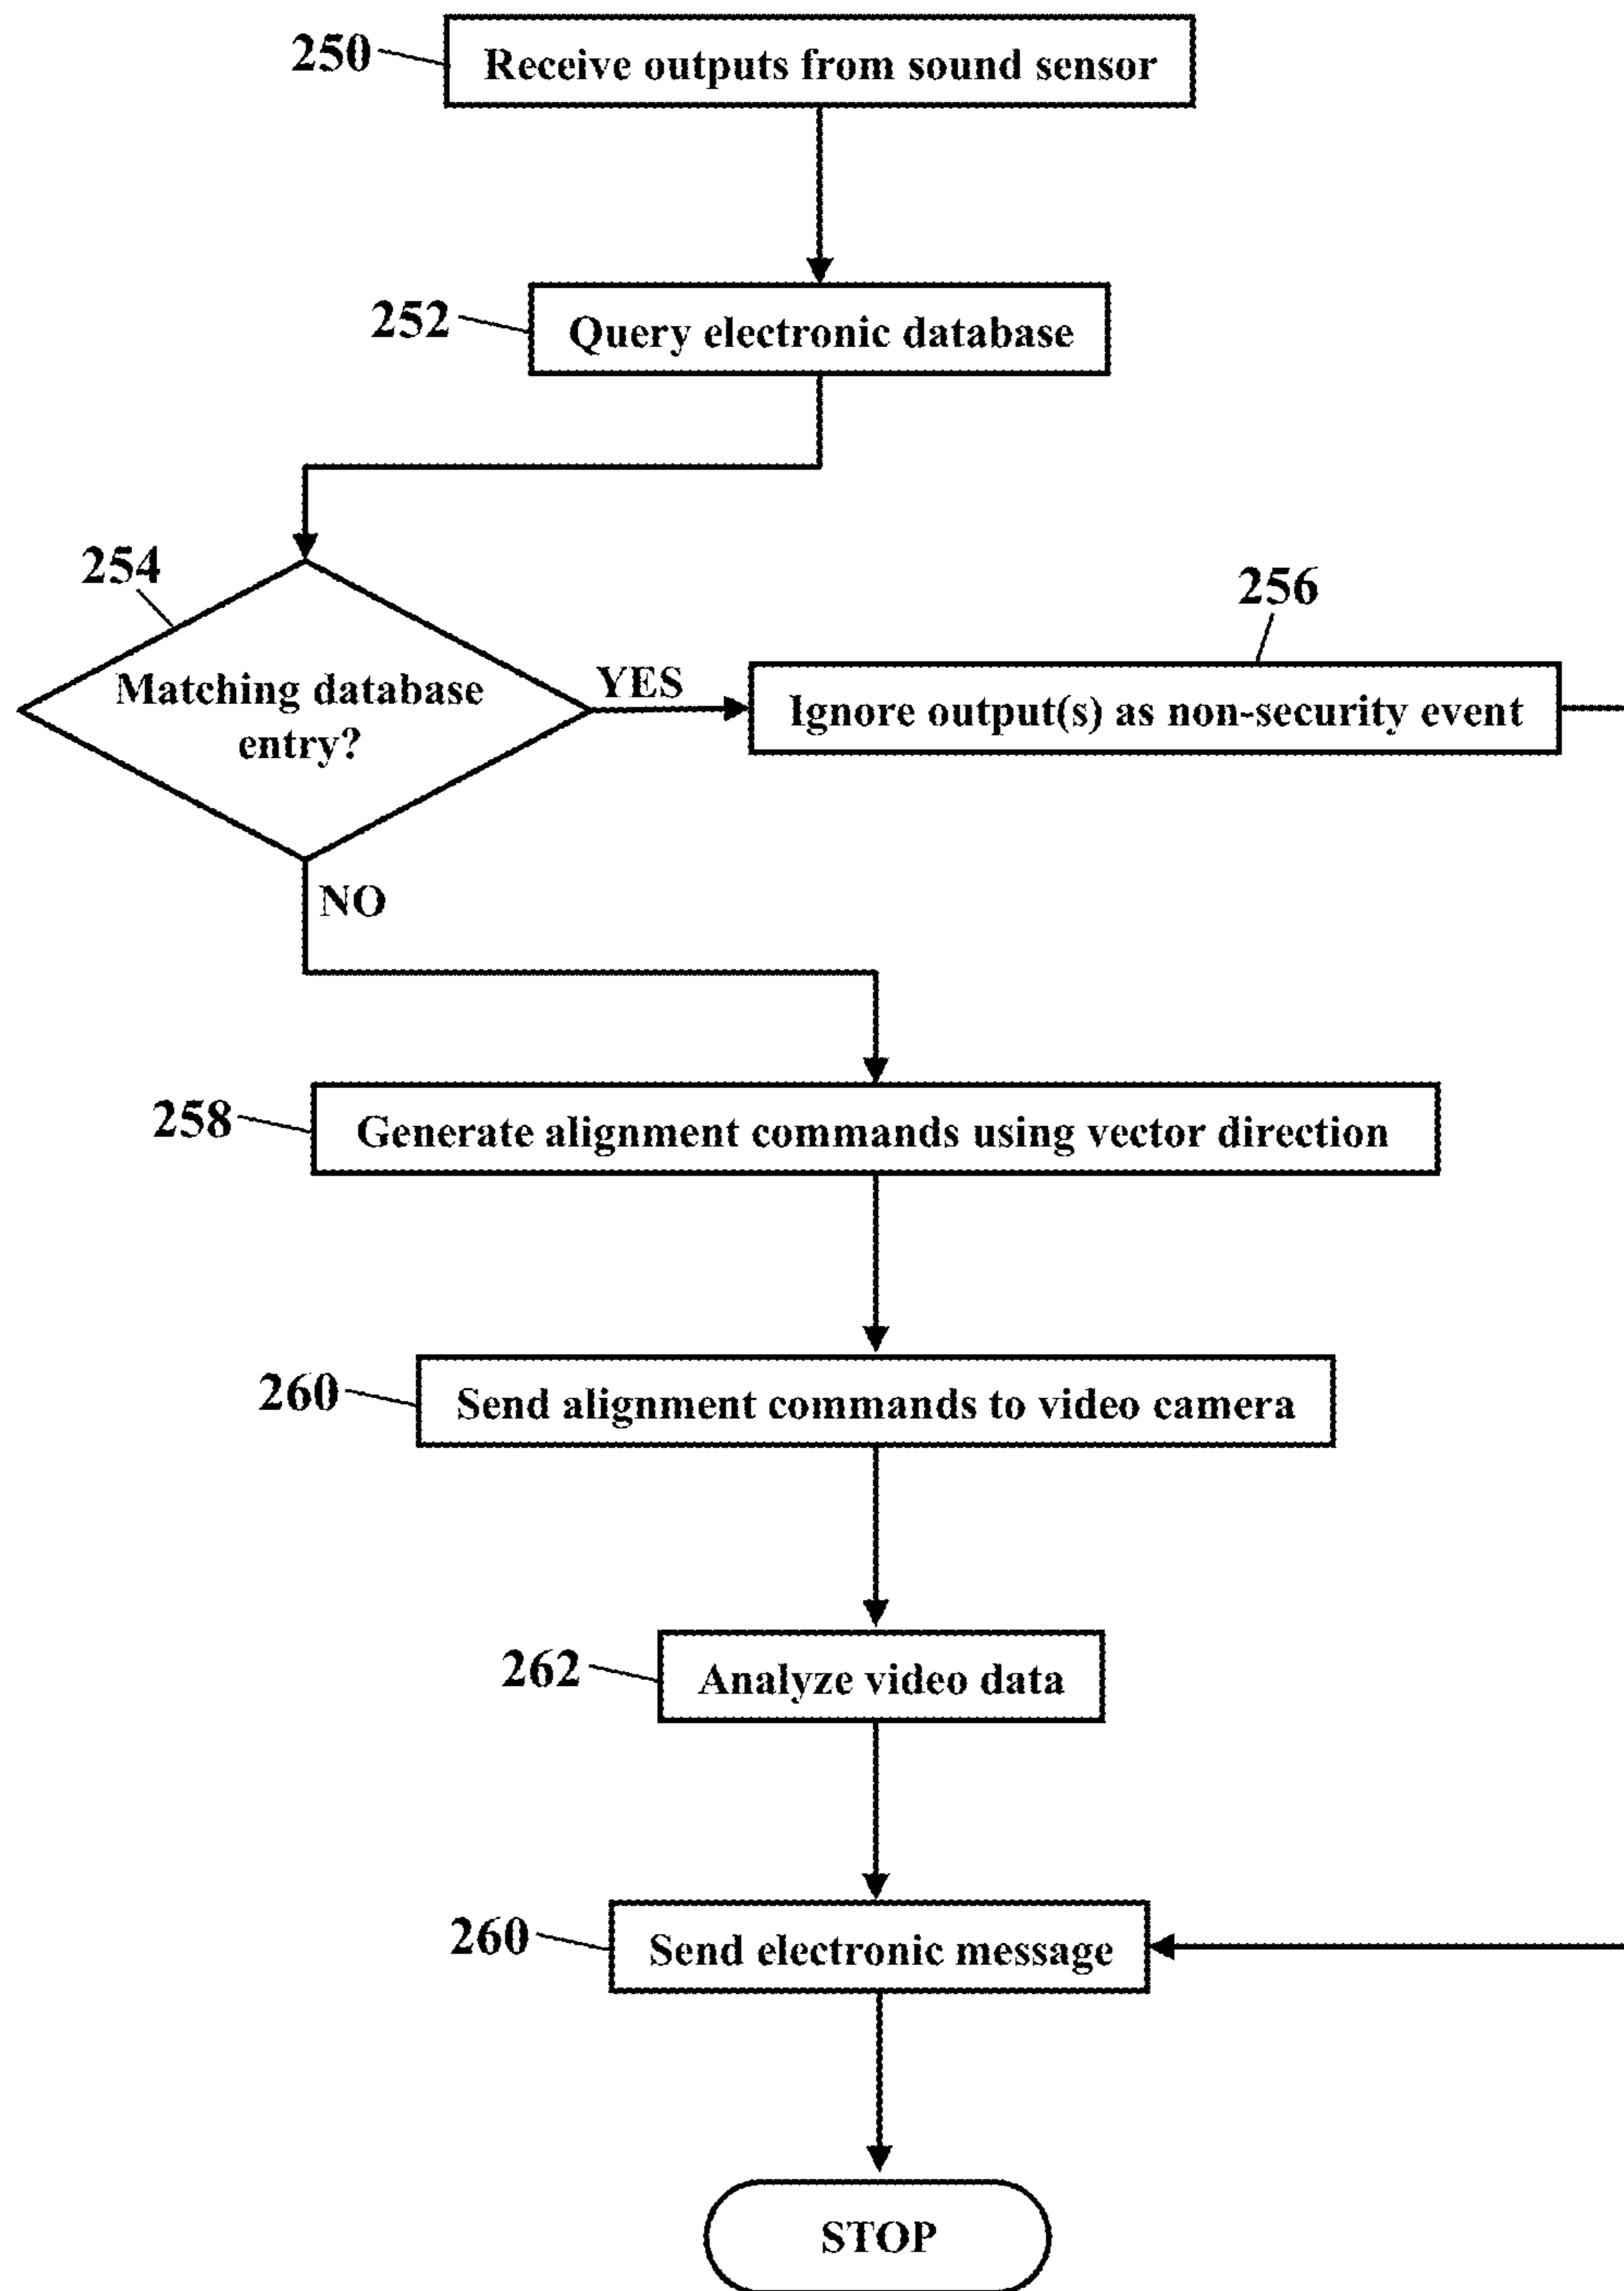 250
Receive outputs from sound sensor
252
Query electronic database
254
Matching database
entry?
YES
256
Ignore output(s) as non-security event
NO
258
Generate alignment commands using vector direction
260
Send alignment commands to video camera
262
Analyze video data
260
Send electronic message
STOP